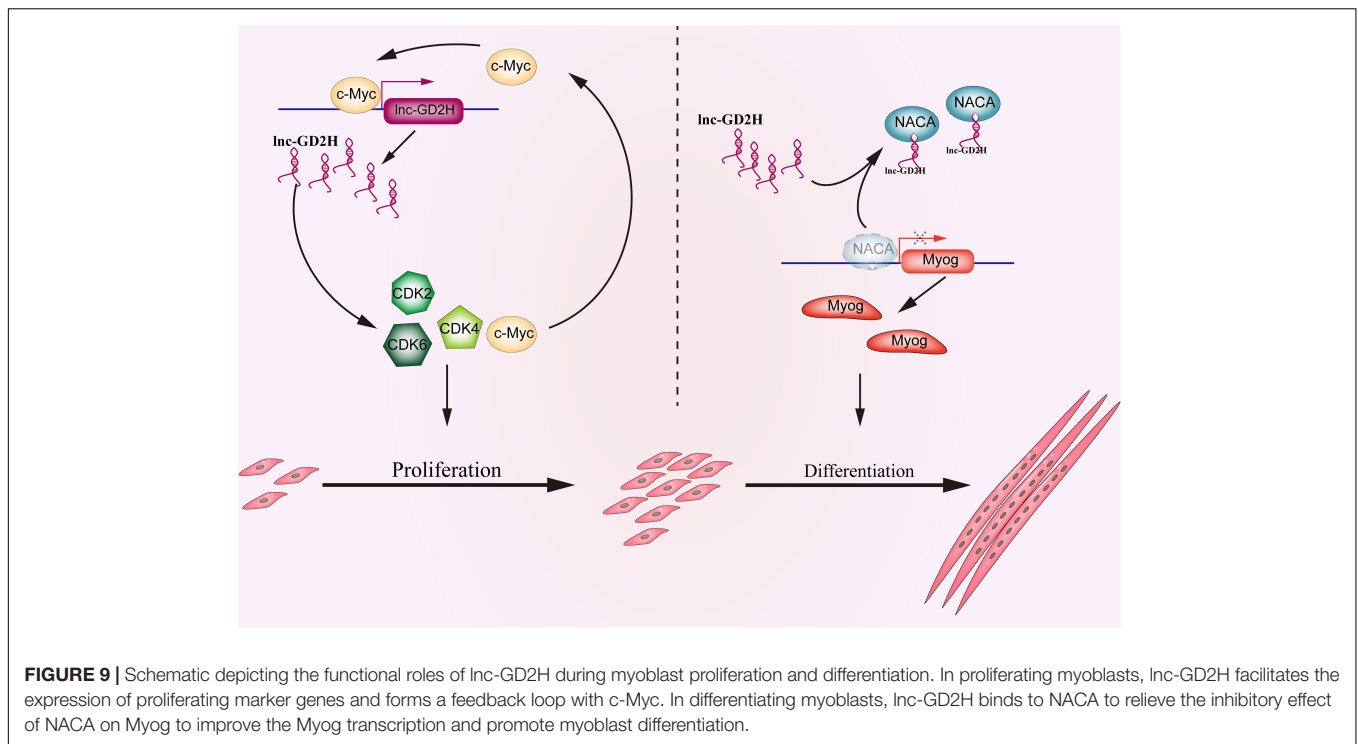 c-Myc
c-Myc
lnc-GD2H
lnc-GD2H
CDK2
CDK4
c-Myc
CDK6
Proliferation
NACA
NACA
lnc-GD2H
lnc-GD2H
lnc-GD2H
NACA
Myog
Myog
Myog
Differentiation
FIGURE 9 | Schematic depicting the functional roles of lnc-GD2H during myoblast proliferation and differentiation. In proliferating myoblasts, lnc-GD2H facilitates the
expression of proliferating marker genes and forms a feedback loop with c-Myc. In differentiating myoblasts, lnc-GD2H binds to NACA to relieve the inhibitory effect
of NACA on Myog to improve the Myog transcription and promote myoblast differentiation.